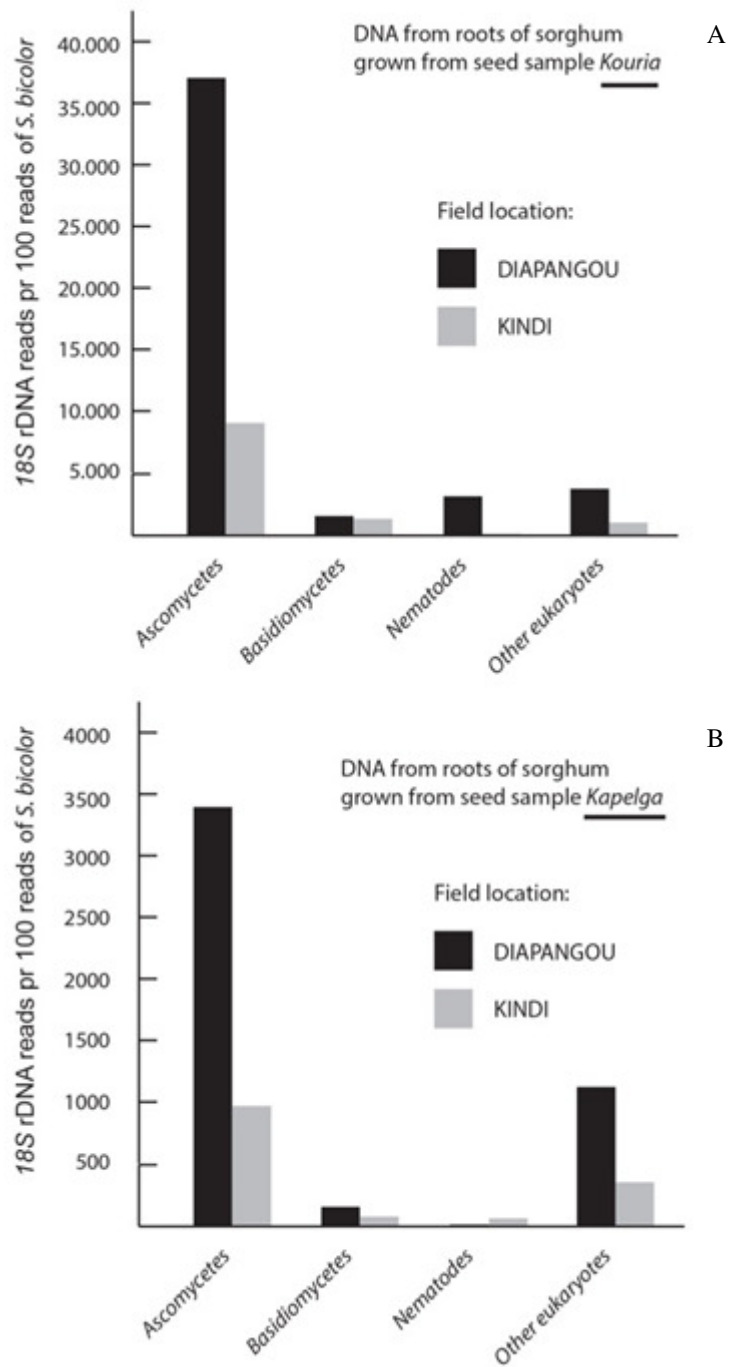 A
DNA from roots of sorghum
grown from seed sample Kouria
18S rDNA reads pr 100 reads of S. bicolor
40.000
35.000
30.000
25.000
20.000
15.000
10.000
5.000
Field location:
DIAPANGOU
KINDI
Ascomycetes
Basidiomycetes
Nematodes
Other eukaryotes
B
DNA from roots of sorghum
grown from seed sample Kapelga
18S rDNA reads pr 100 reads of S. bicolor
4000
3500
3000
2500
2000
1500
1000
500
Field location:
DIAPANGOU
KINDI
Ascomycetes
Basidiomycetes
Nematodes
Other eukaryotes